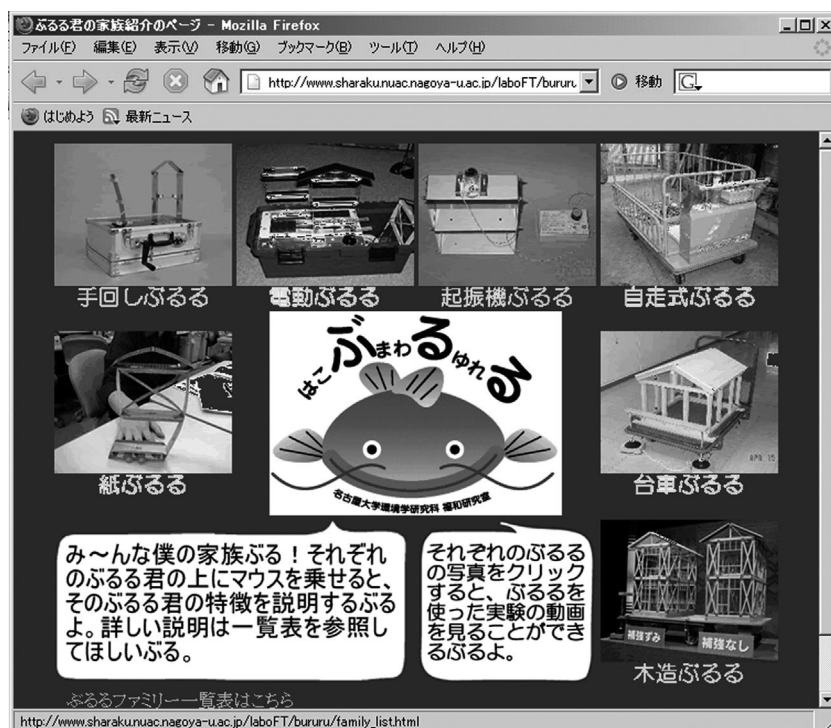 ぶるる君の家族紹介のページ - Mozilla Firefox
ファイル(F) 編集(E) 表示(V) 移動(G) ブックマーク(B) ツール(T) ヘルプ(H)
http://www.sharaku.nuac.nagoya-u.ac.jp/laboFT/bururu 移動 G
はじめよう 最新ニュース
手回しぶるる 電動ぶるる 起振機ぶるる 自走式ぶるる
はこぶまわるゆれる
名古屋大学環境学研究科 福和研究室
紙ぶるる 台車ぶるる
み〜んな僕の家族ぶる！それぞれ
のぶるる君の上にマウスを乗せると、
そのぶるる君の特徴を説明するぶる
よ。詳しい説明は一覧表を参照し
てほしいぶる。
それぞれのぶるる
の写真をクリック
すると、ぶるるを
使った実験の動画
を見ることができ
るぶるよ。
補強ずみ 補強なし
木造ぶるる
ぶるるファミリー一覧表はこちら
http://www.sharaku.nuac.nagoya-u.ac.jp/laboFT/bururu/family_list.html